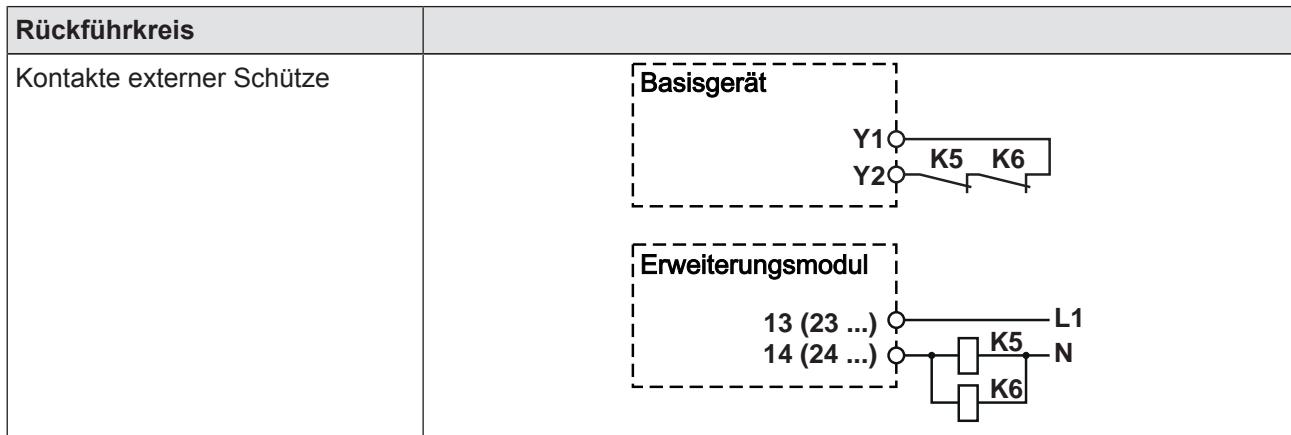 Rückführkreis
Kontakte externer Schütze
Basisgerät
Y1
K5 K6
Y2
Erweiterungsmodul
13 (23 ...) L1
14 (24 ...) K5 N
K6